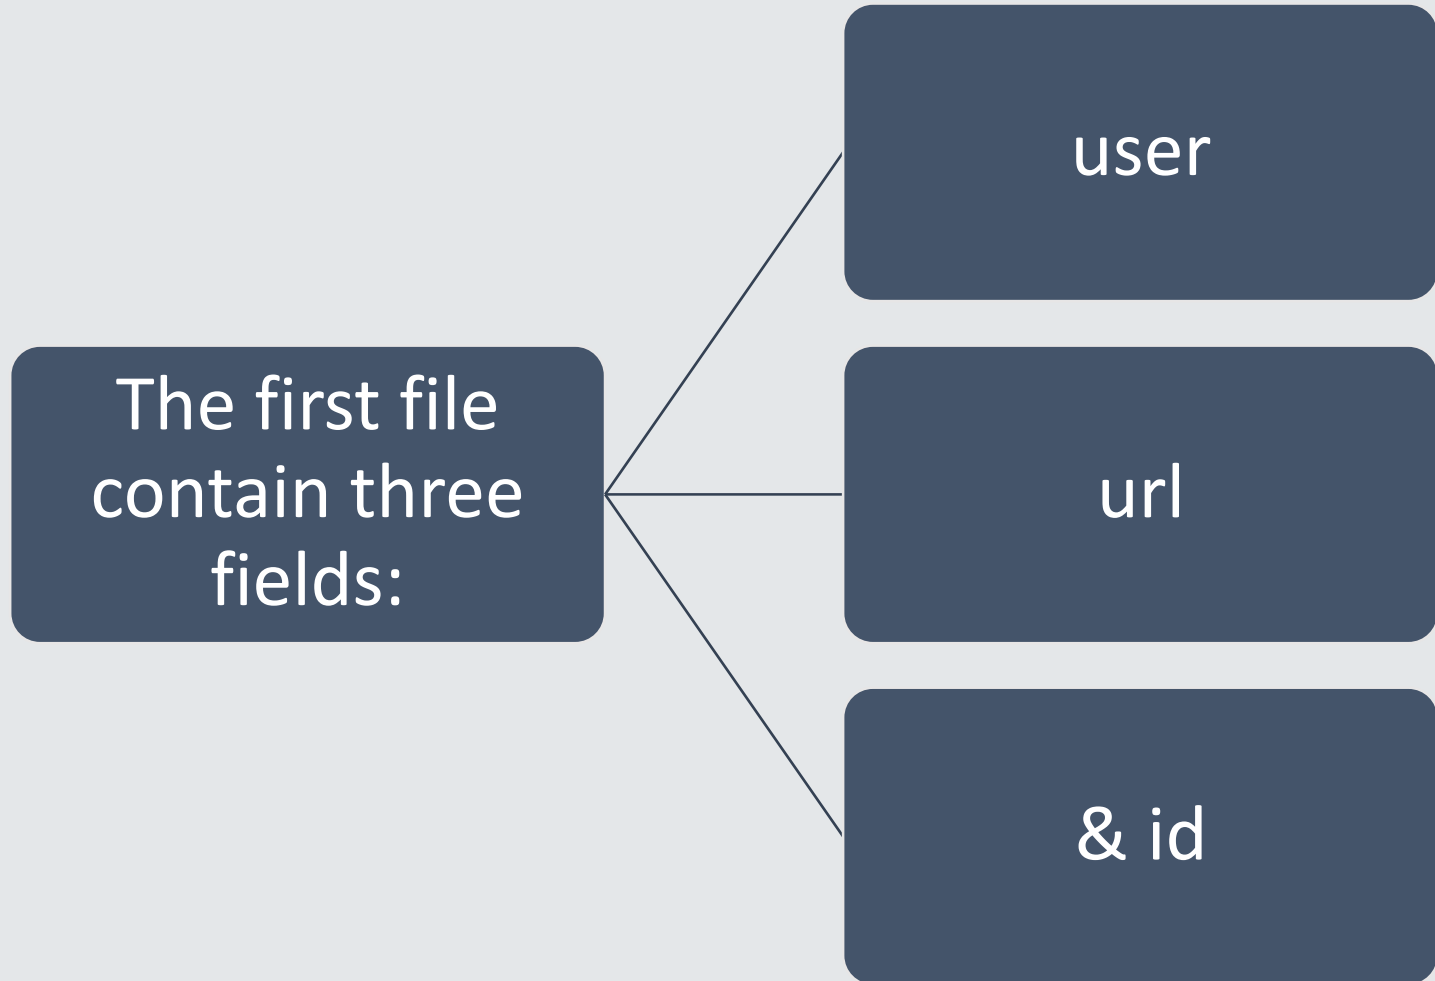 The first file
contain three
fields:
user
url
& id